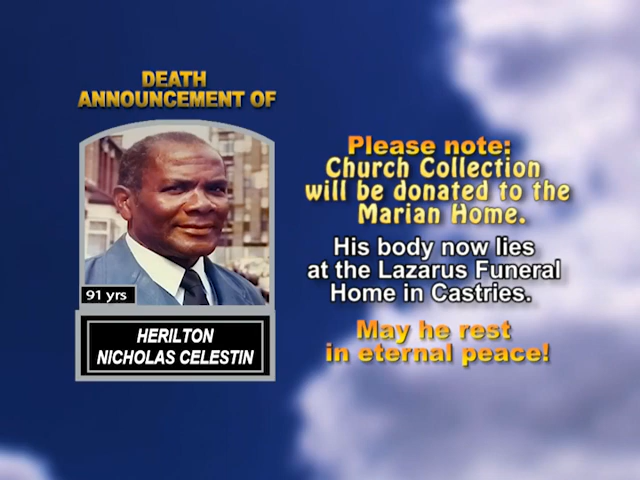 DEATH
ANNOUNCEMENT OF
91 yrs
HERILTON
NICHOLAS CELESTIN
Please note:
Church Collection
will be donated to the
Marian Home.
His body now lies
at the Lazarus Funeral
Home in Castries.
May he rest
in eternal peace!